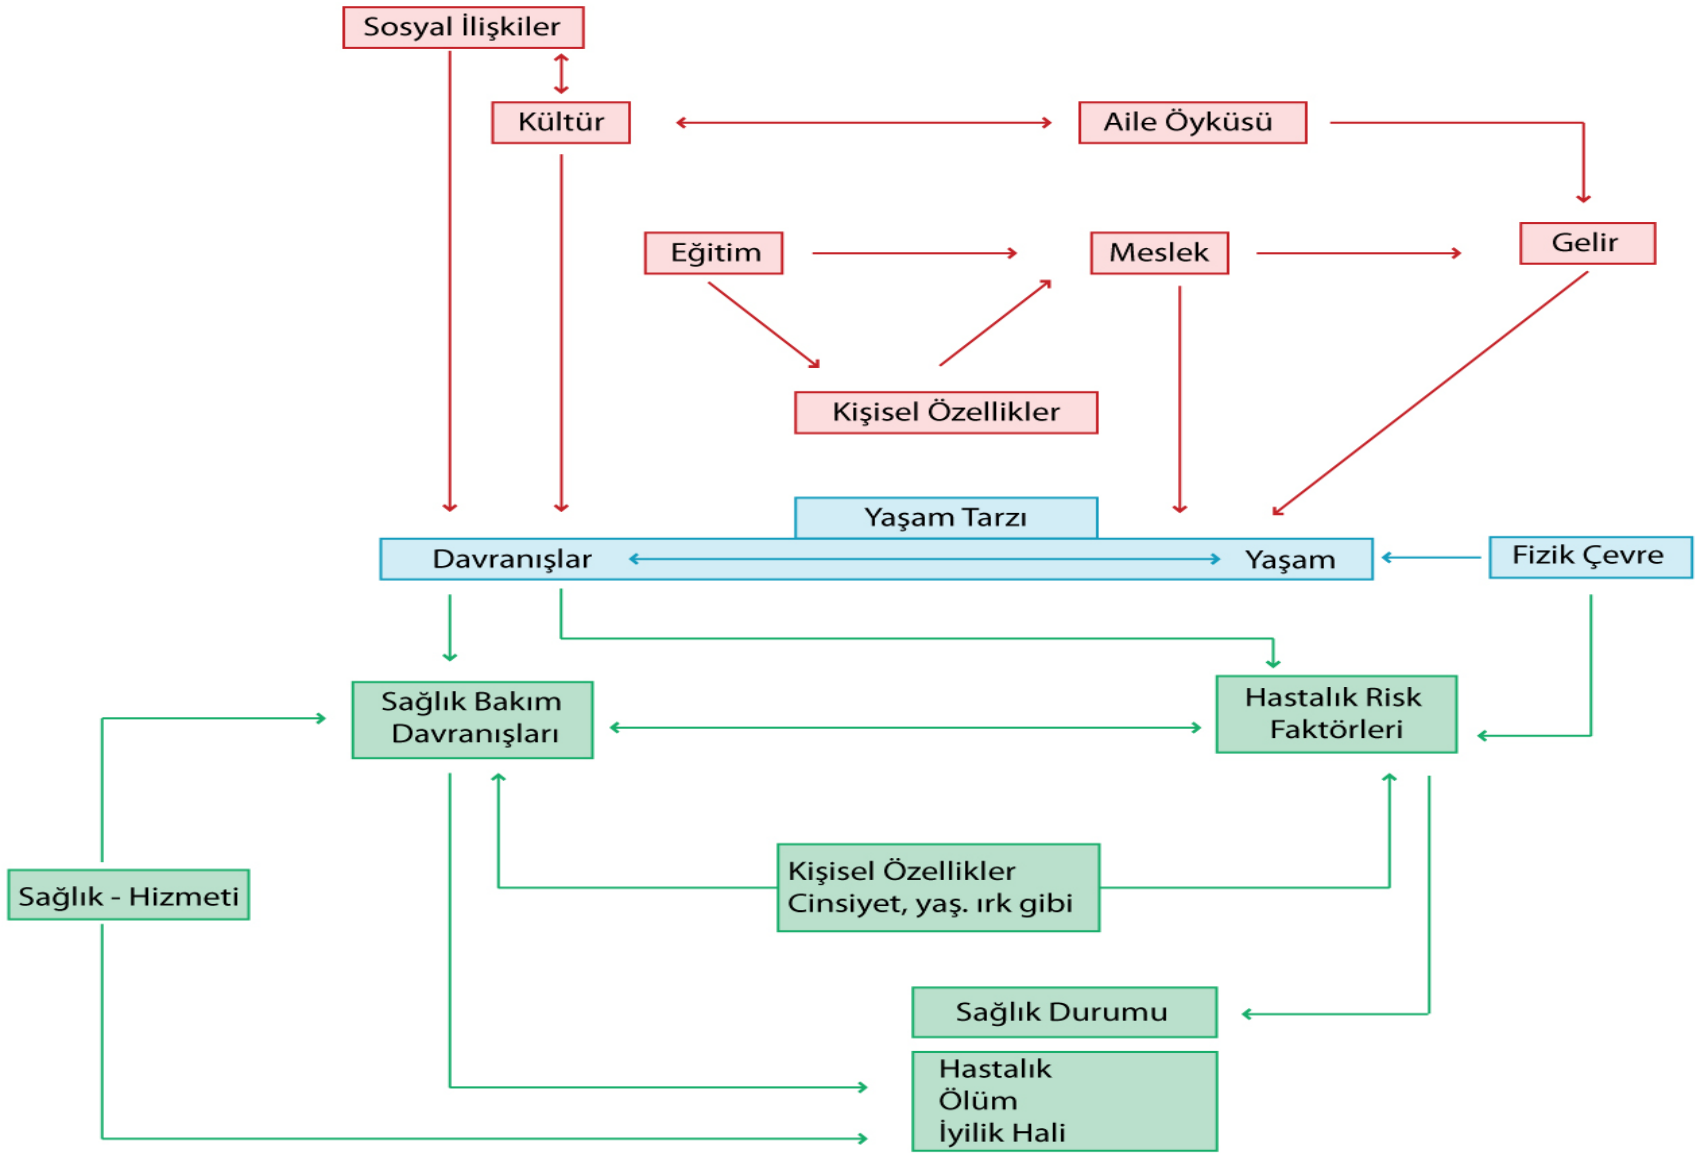 Sosyal İlişkiler
Kültür
Aile Öyküsü
Eğitim
Meslek
Gelir
Kişisel Özellikler
Yaşam Tarzı
Davranışlar
Yaşam
Fizik Çevre
Sağlık Bakım
Davranışları
Hastalık Risk
Faktörleri
Kişisel Özellikler
Cinsiyet, yaş. ırk gibi
Sağlık - Hizmeti
Sağlık Durumu
Hastalık
Ölüm
İyilik Hali